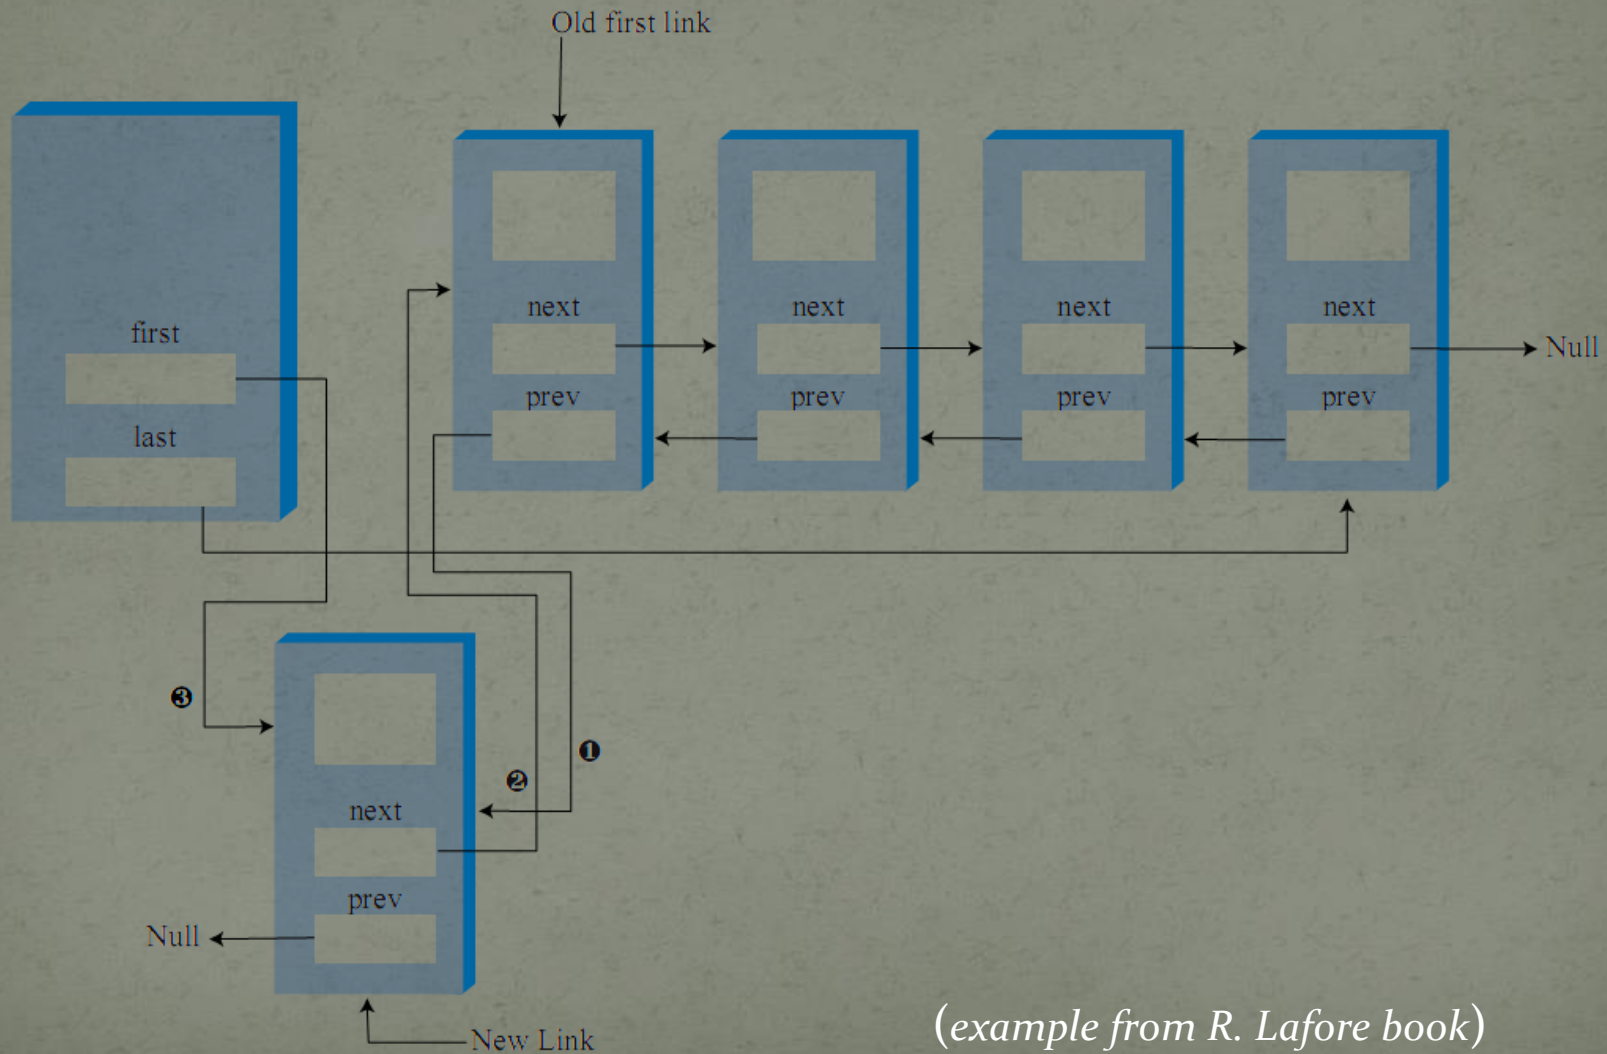 Old first link
first
last
next
prev
next
prev
next
prev
next
prev
Null
❸
❶
❷
next
prev
Null
New Link
(example from R. Lafore book)